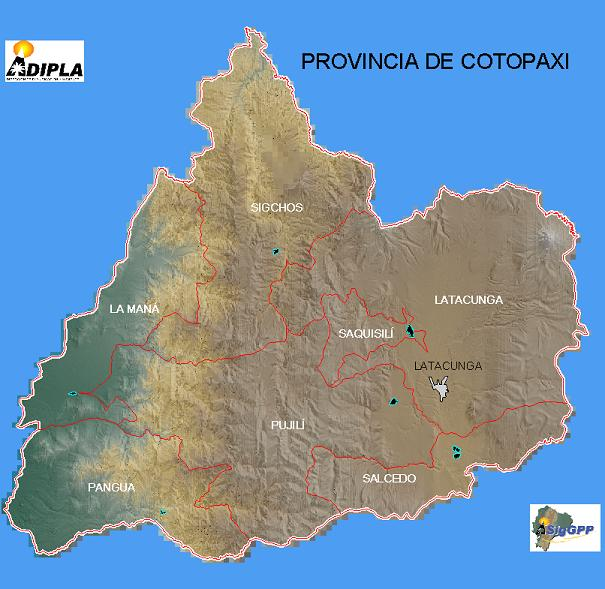 ADIPLA
PROVINCIA DE COTOPAXI
SIGCHOS
LATACUNGA
LA MANÁ
SAQUISILÍ
LATACUNGA
PUJILÍ
SALCEDO
PANGUA
SigGPP